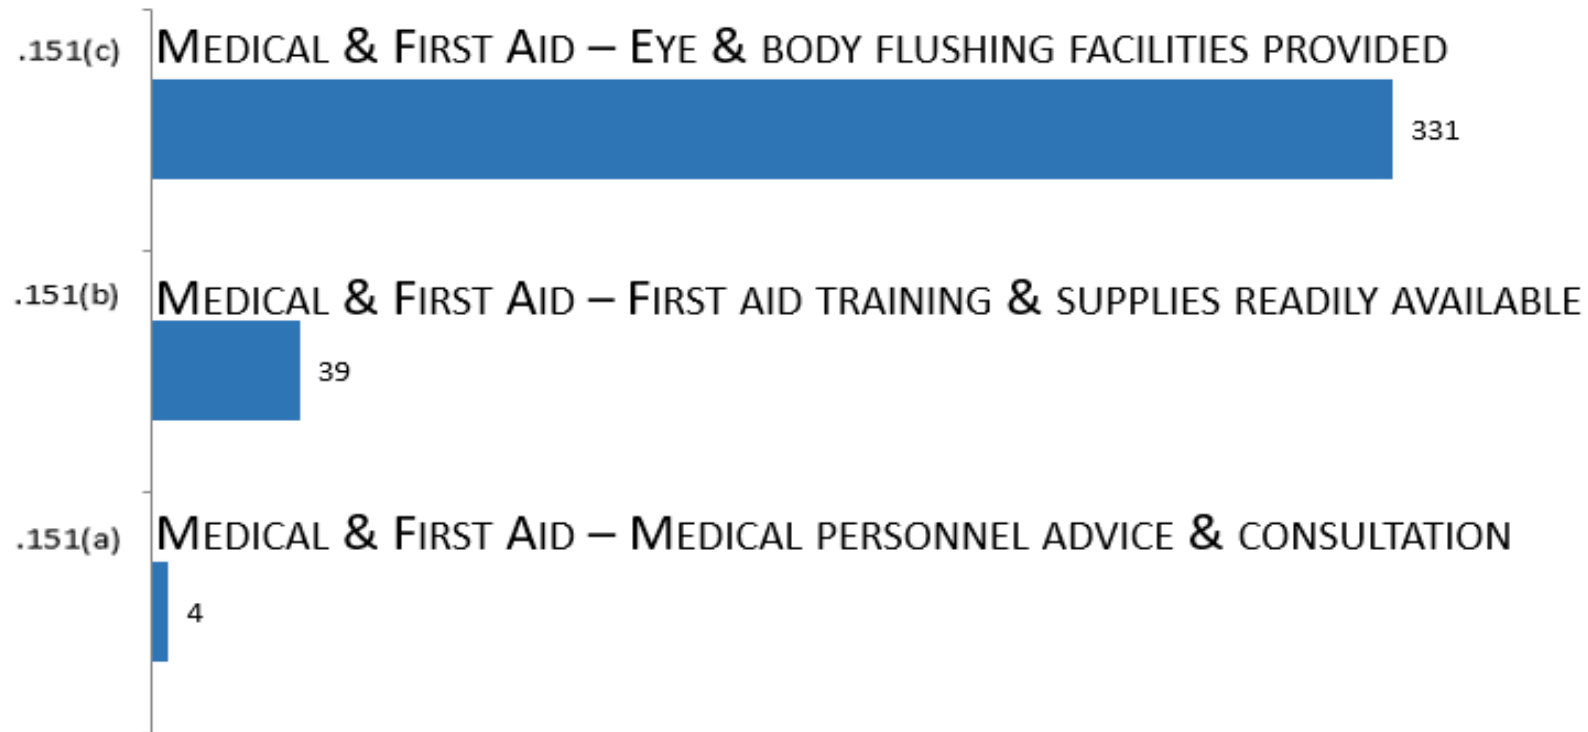 .151(c) MEDICAL & FIRST AID – EYE & BODY FLUSHING FACILITIES PROVIDED
331
.151(b) MEDICAL & FIRST AID – FIRST AID TRAINING & SUPPLIES READILY AVAILABLE
39
.151(a) MEDICAL & FIRST AID – MEDICAL PERSONNEL ADVICE & CONSULTATION
4